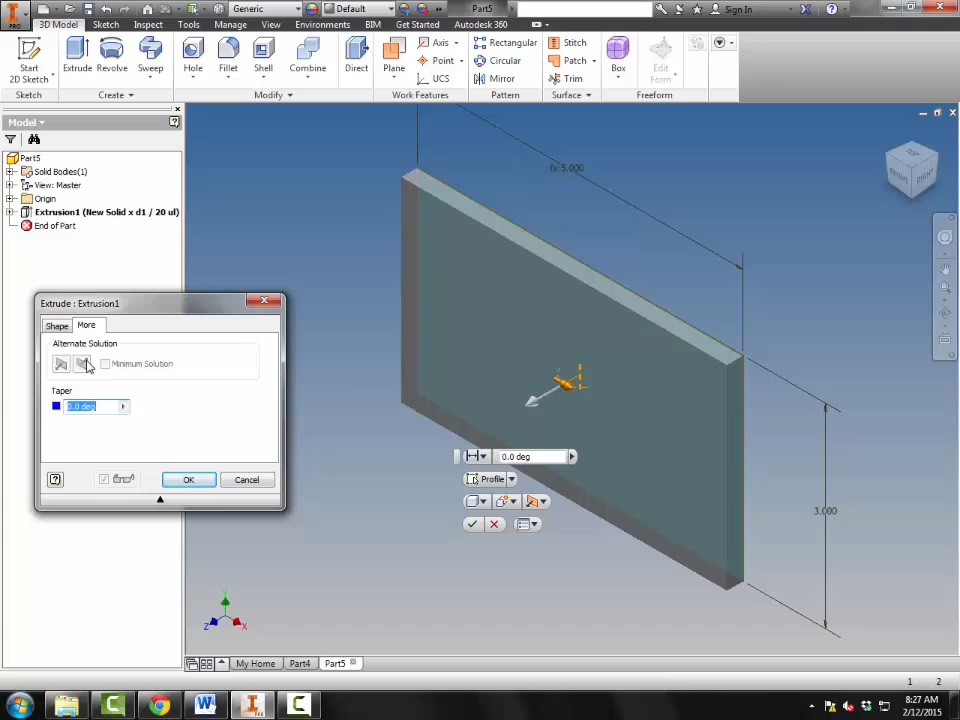 PRO
Generic
Default
Part5
Sign In
3D Model
Sketch
Inspect
Tools
Manage
View
Environments
BIM
Get Started
Autodesk 360
Start
2D Sketch
Extrude
Revolve
Sweep
Hole
Fillet
Shell
Combine
Direct
Plane
Axis
Point
UCS
Rectangular
Circular
Mirror
Stitch
Patch
Trim
Box
Edit
Form
Sketch
Create
Modify
Work Features
Pattern
Surface
Freeform
Model
Part5
Solid Bodies(1)
View: Master
Origin
Extrusion1 (New Solid x d1 / 20 ul)
End of Part
fx:5.000
3.000
FRONT
RIGHT
Extrude : Extrusion1
Shape
More
Alternate Solution
Minimum Solution
Taper
0.0 deg
OK
Cancel
0.0 deg
Profile
Y
Z
X
My Home
Part4
Part5
1
2
8:27 AM
2/12/2015